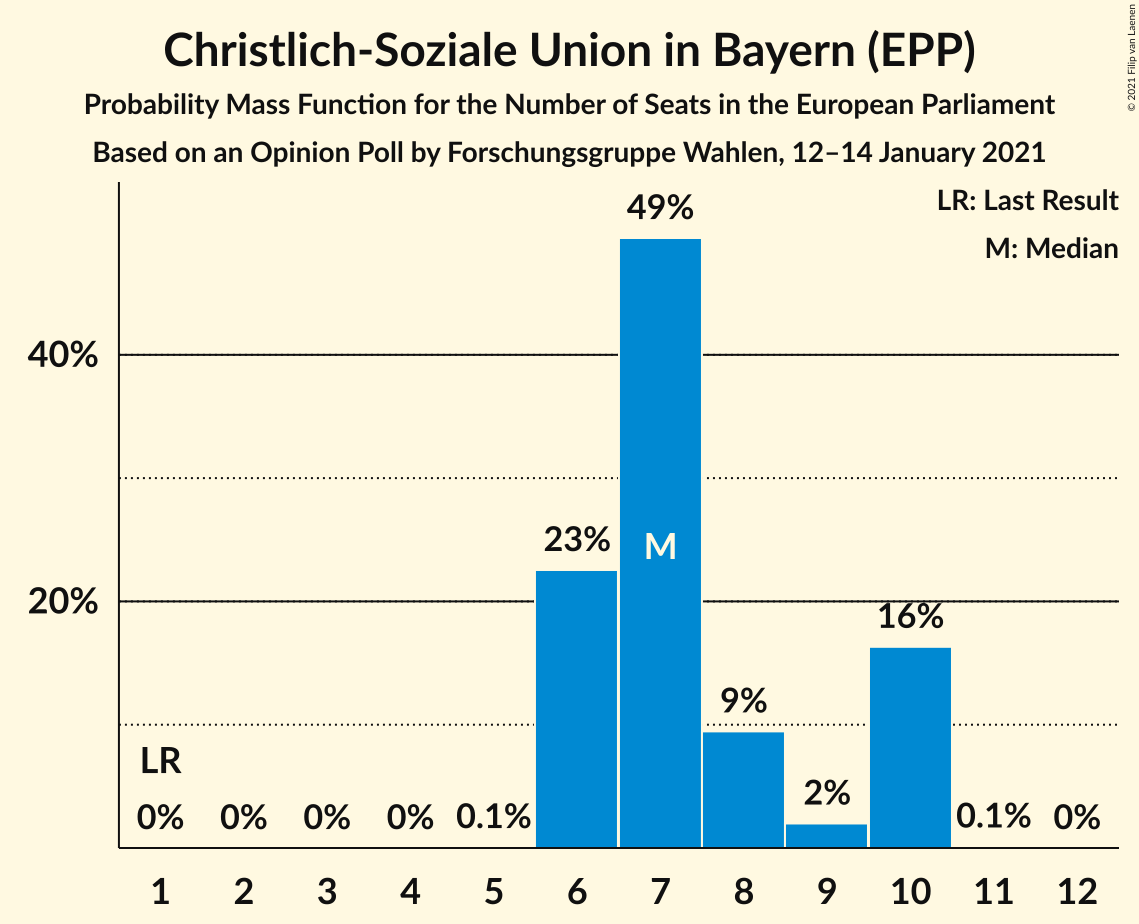 Christlich-Soziale Union in Bayern (EPP)
Probability Mass Function for the Number of Seats in the European Parliament
Based on an Opinion Poll by Forschungsgruppe Wahlen, 12–14 January 2021
© 2021 Filip van Laenen
LR: Last Result
M: Median
49%
40%
23%
M
20%
16%
9%
LR
2%
0% 0% 0% 0% 0.1% 0.1% 0%
1 2 3 4 5 6 7 8 9 10 11 12